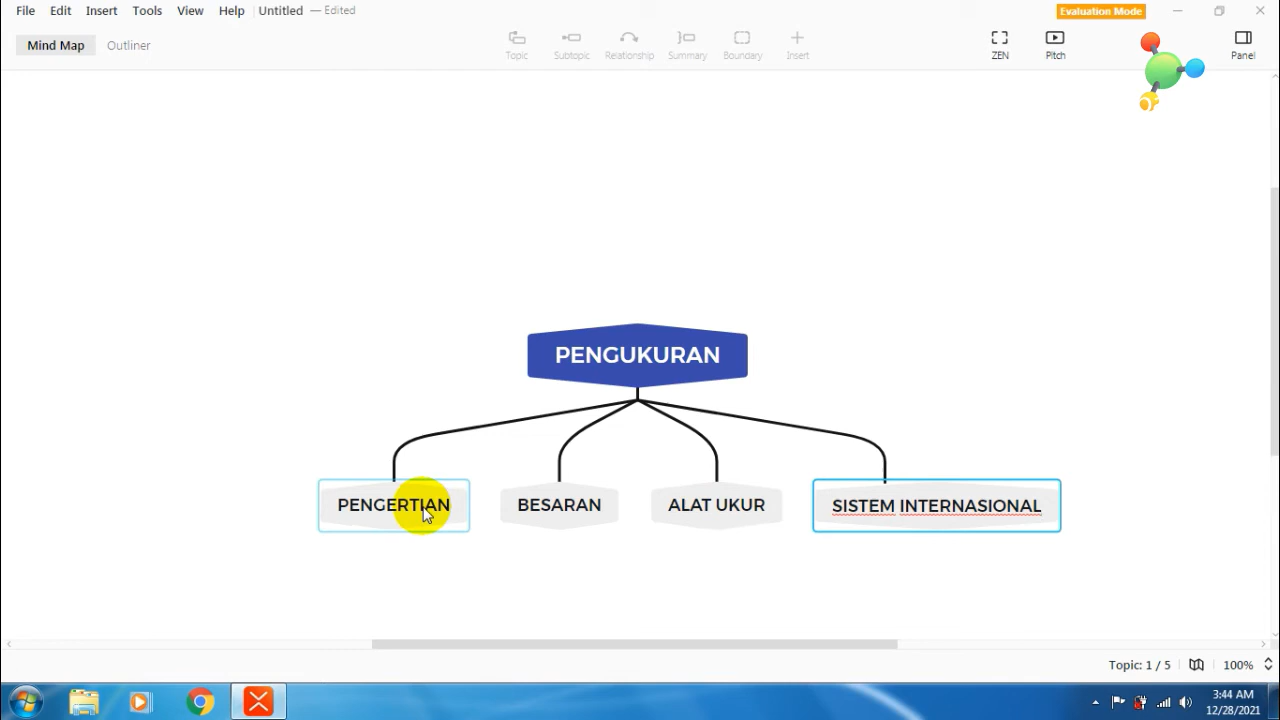 File Edit Insert Tools View Help Untitled — Edited Evaluation Mode
Mind Map Outliner
Topic Subtopic Relationship Summary Boundary Insert ZEN Pitch Panel
PENGUKURAN
PENGERTIAN BESARAN ALAT UKUR SISTEM INTERNASIONAL
Topic: 1 / 5 100%
3:44 AM
12/28/2021